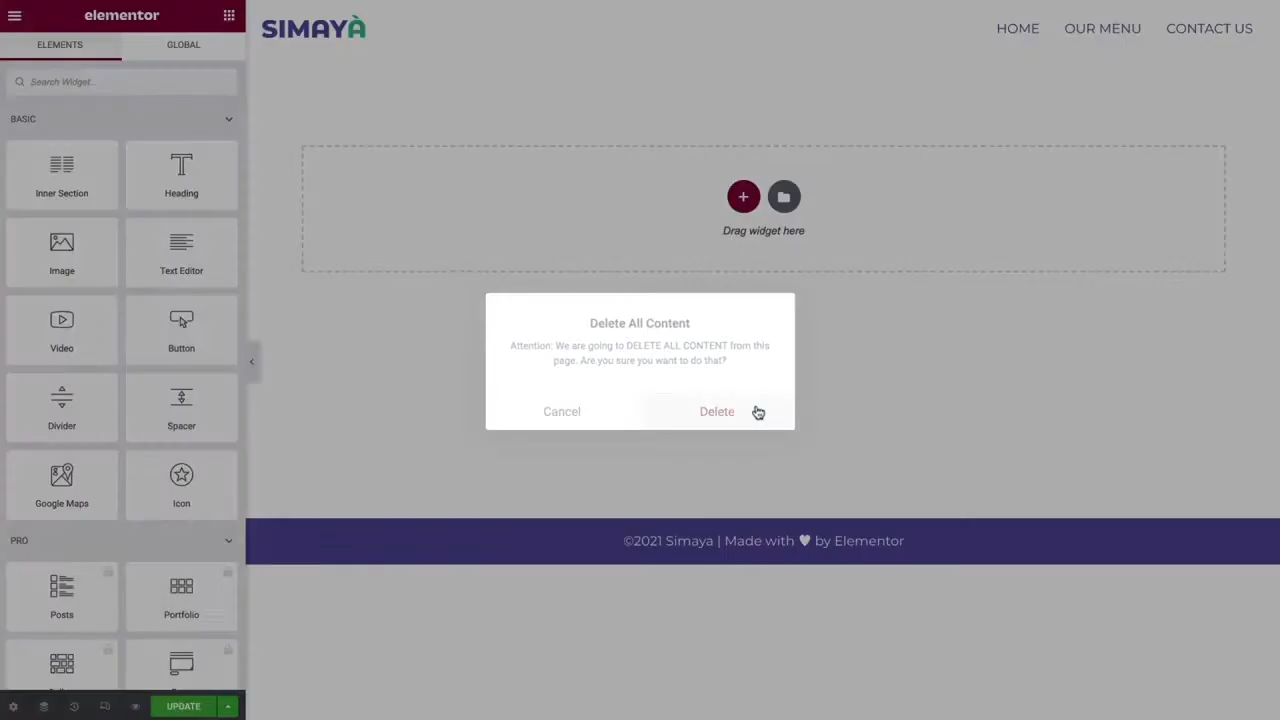 elementor
ELEMENTS
GLOBAL
Search Widget...
BASIC
Inner Section
Heading
Image
Text Editor
Video
Button
Divider
Spacer
Google Maps
Icon
PRO
Posts
Portfolio
UPDATE
SIMAYÀ
HOME
OUR MENU
CONTACT US
Drag widget here
Delete All Content
Attention: We are going to DELETE ALL CONTENT from this
page. Are you sure you want to do that?
Cancel
Delete
©2021 Simaya | Made with 🤍 by Elementor